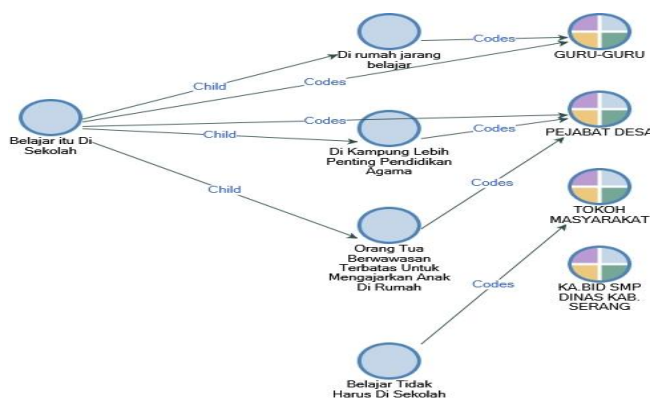 Codes
Di rumah jarang
belajar
GURU-GURU
Child
Codes
Belajar itu Di
Sekolah
Codes
Child
Codes
Di Kampung Lebih
Penting Pendidikan
Agama
PEJABAT DESA
Child
Codes
Orang Tua
Berwawasan
Terbatas Untuk
Mengajarkan Anak
Di Rumah
TOKOH
MASYARAKAT
Codes
KA.BID SMP
DINAS KAB.
SERANG
Belajar Tidak
Harus Di Sekolah